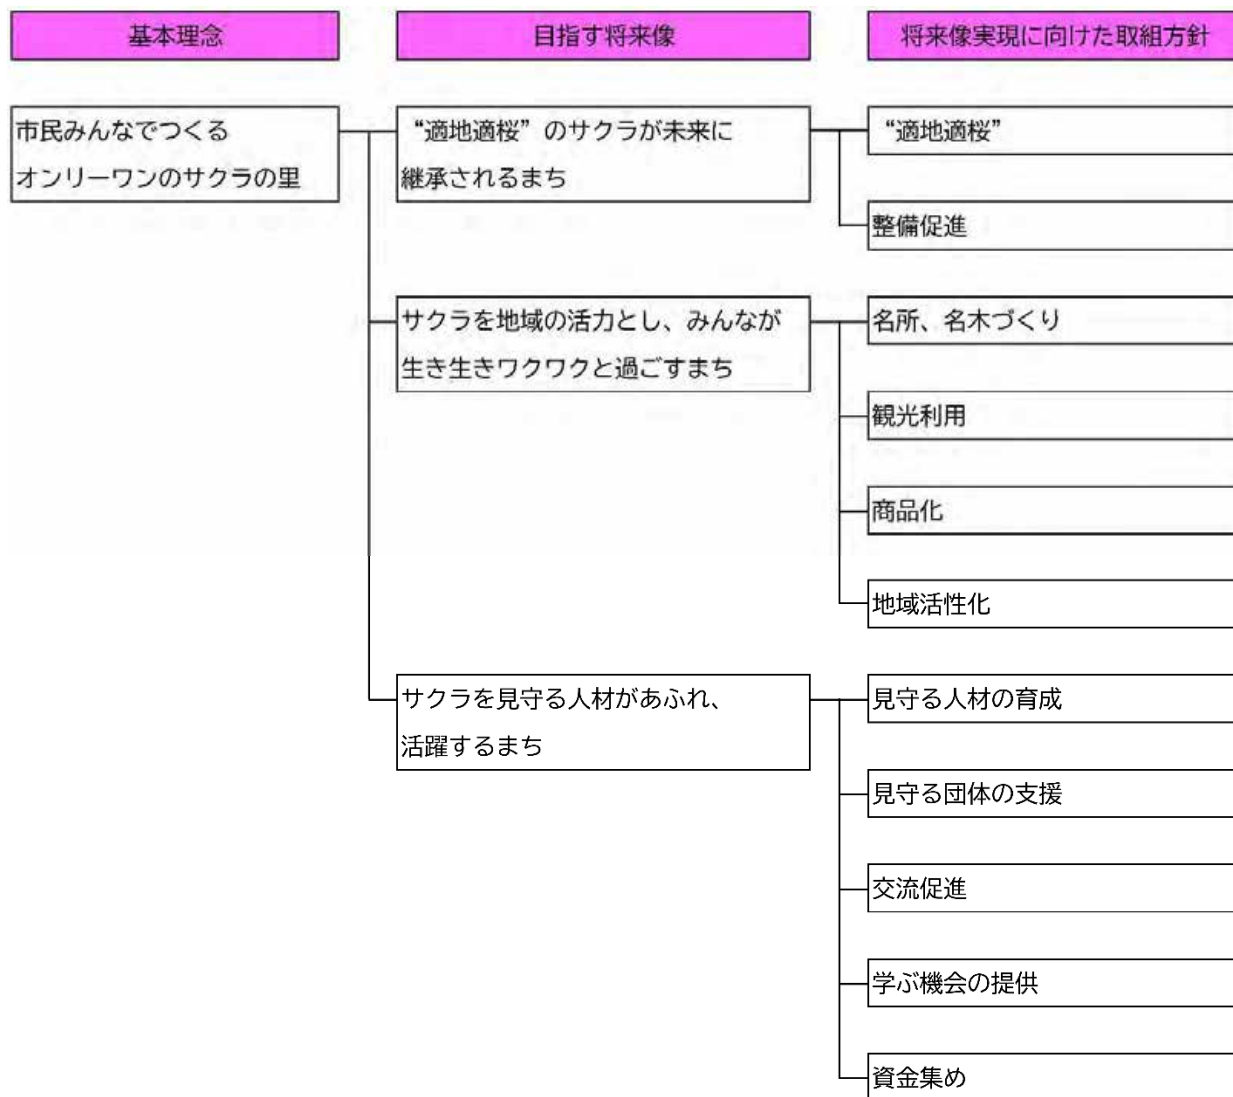 基本理念
目指す将来像
将来像実現に向けた取組方針
市民みんなでつくる
オンリーワンのサクラの里
“適地適桜”のサクラが未来に
継承されるまち
“適地適桜”
整備促進
サクラを地域の活力とし、みんなが
生き生きワクワクと過ごすまち
名所、名木づくり
観光利用
商品化
地域活性化
サクラを見守る人材があふれ、
活躍するまち
見守る人材の育成
見守る団体の支援
交流促進
学ぶ機会の提供
資金集め